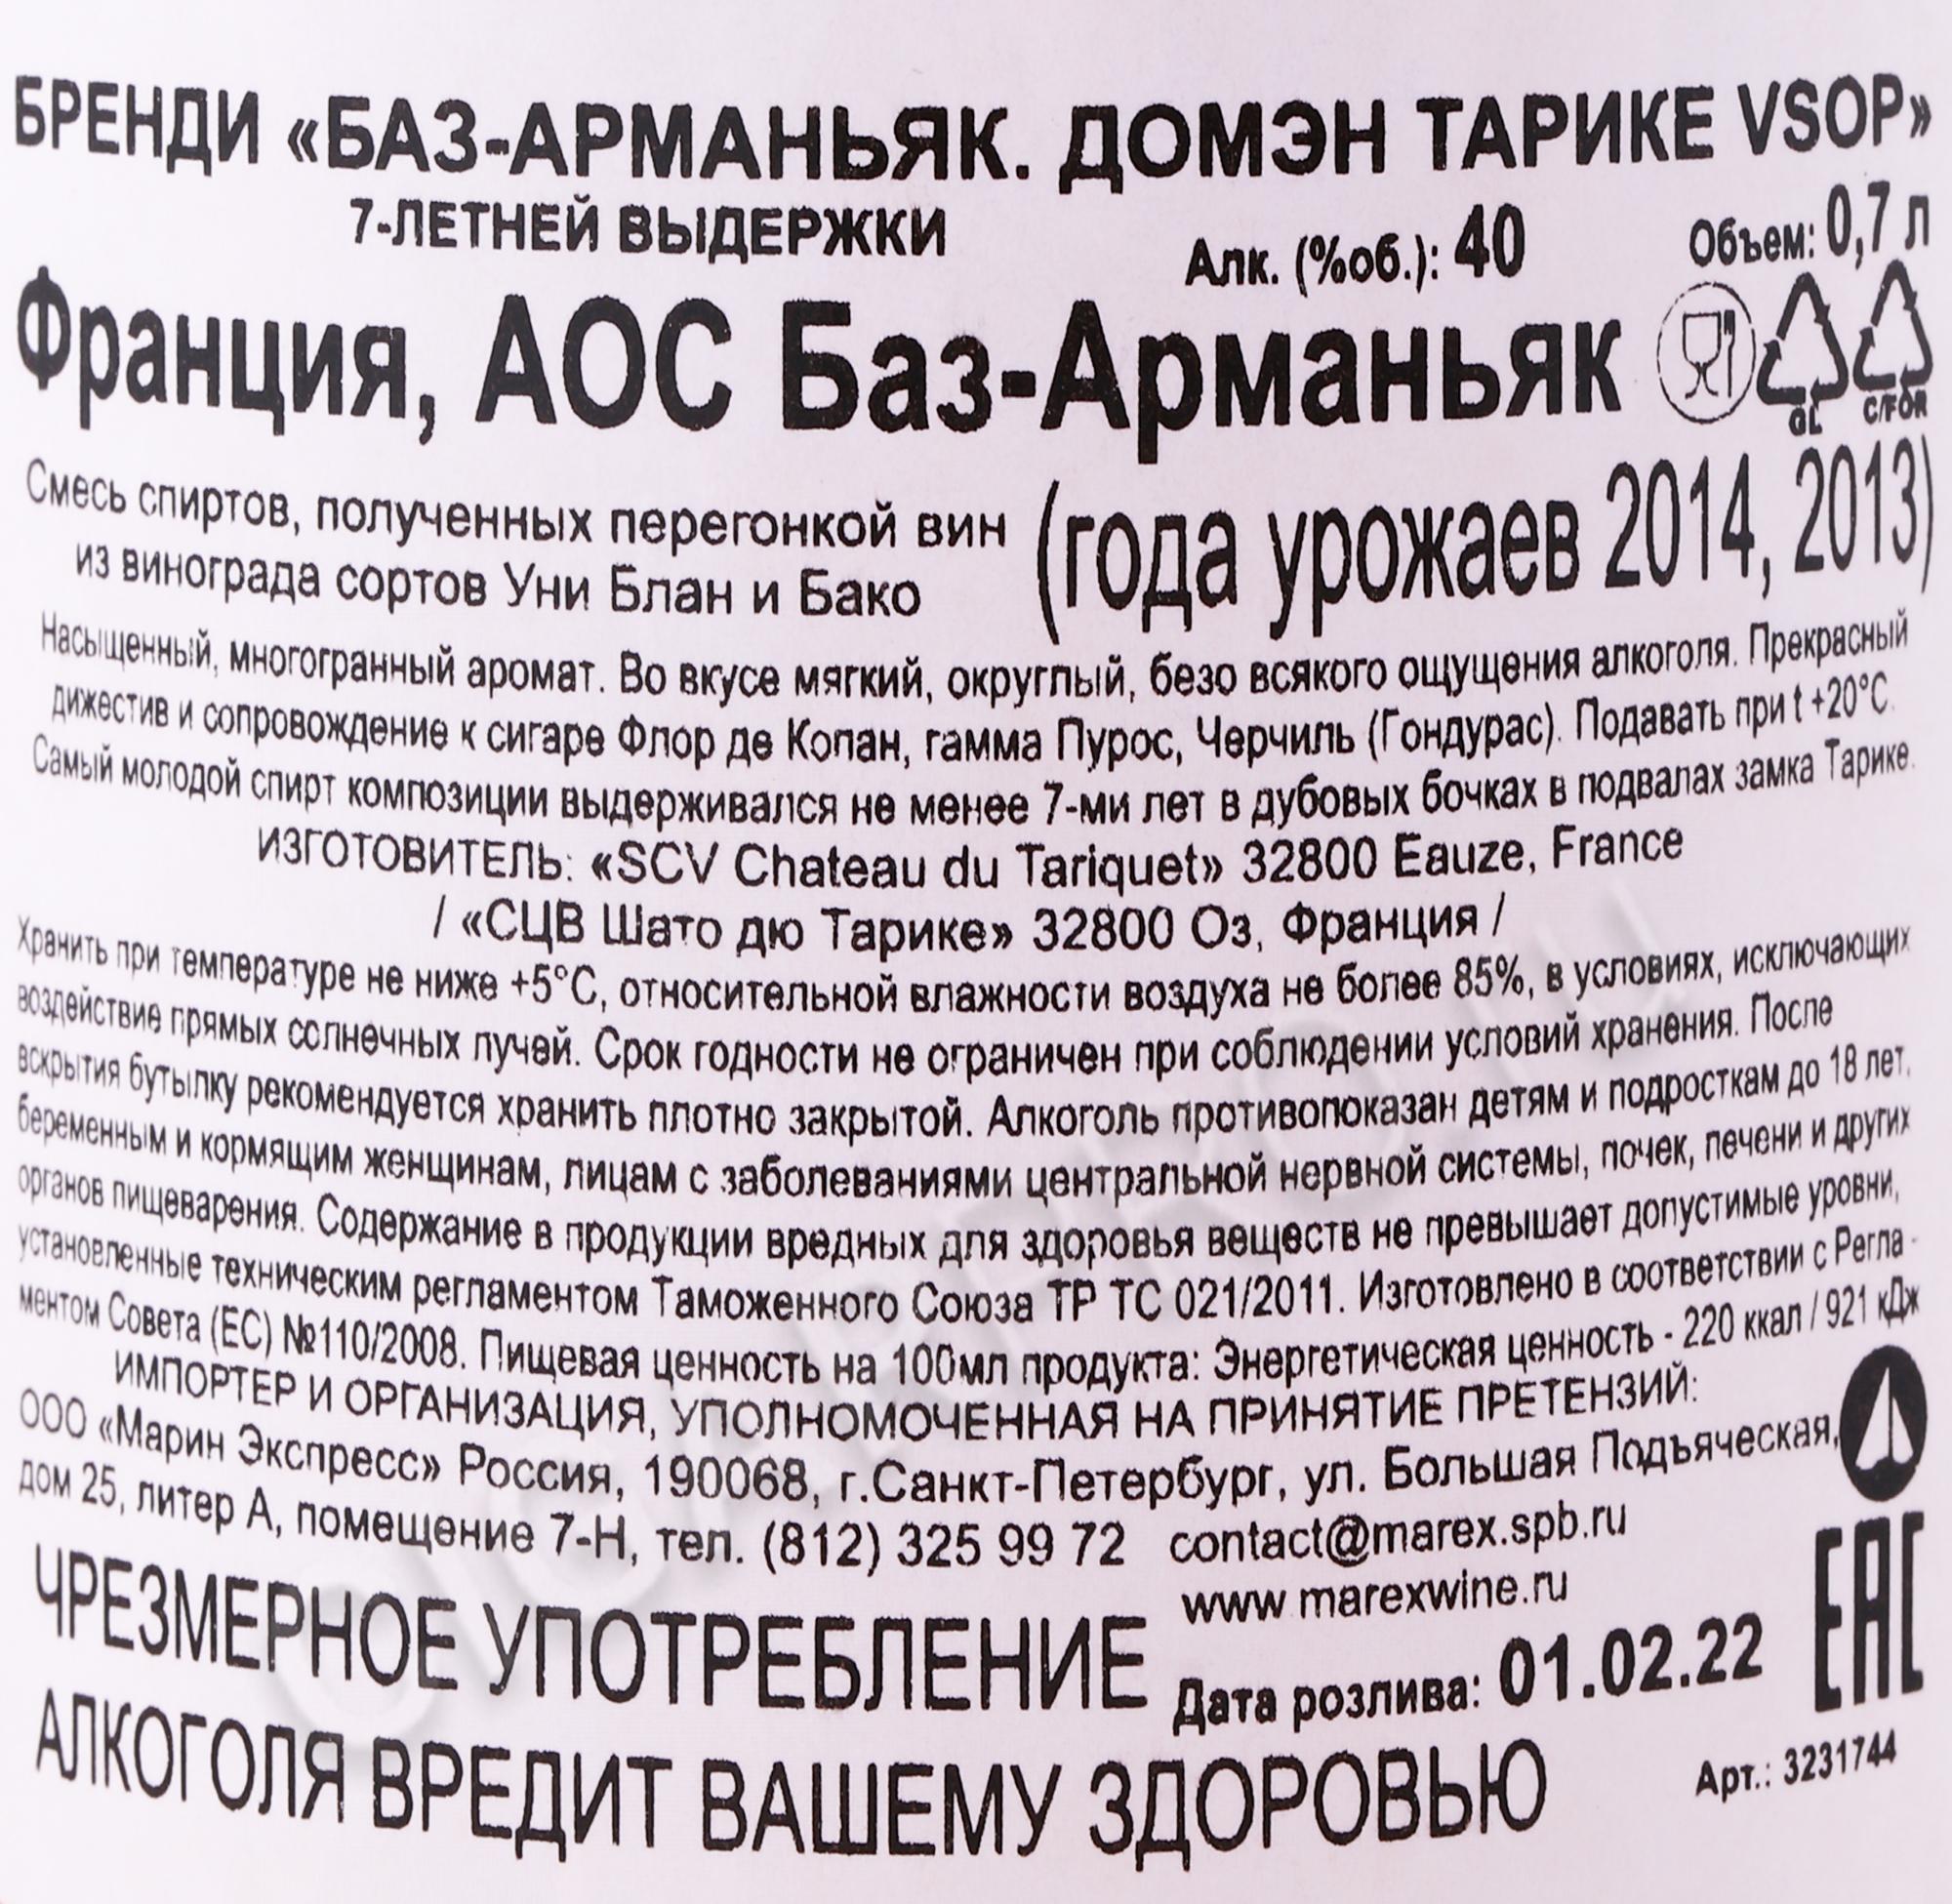 БРЕНДИ «БАЗ-АРМАНЬЯК. ДОМЭН ТАРИКЕ VSOP»
7-ЛЕТНЕЙ ВЫДЕРЖКИ Алк. (%об.): 40 Объем: 0,7 л
Франция, АОС Баз-Арманьяк
GL C/FOR
Смесь спиртов, полученных перегонкой вин
из винограда сортов Уни Блан и Бако
(года урожаев 2014, 2013)
Насыщенный, многогранный аромат. Во вкусе мягкий, округлый, безо всякого ощущения алкоголя. Прекрасный
дижестив и сопровождение к сигаре Флор де Копан, гамма Пурос, Черчиль (Гондурас). Подавать при t +20°C.
Самый молодой спирт композиции выдерживался не менее 7-ми лет в дубовых бочках в подвалах замка Тарике.
ИЗГОТОВИТЕЛЬ: «SCV Chateau du Tariquet» 32800 Eauze, France
/ «СЦВ Шато дю Тарике» 32800 Оз, Франция /
Хранить при температуре не ниже +5°C, относительной влажности воздуха не более 85%, в условиях, исключающих
воздействие прямых солнечных лучей. Срок годности не ограничен при соблюдении условий хранения. После
вскрытия бутылку рекомендуется хранить плотно закрытой. Алкоголь противопоказан детям и подросткам до 18 лет,
беременным и кормящим женщинам, лицам с заболеваниями центральной нервной системы, почек, печени и других
органов пищеварения. Содержание в продукции вредных для здоровья веществ не превышает допустимые уровни,
установленные техническим регламентом Таможенного Союза ТР ТС 021/2011. Изготовлено в соответствии с Регла-
ментом Совета (ЕС) №110/2008. Пищевая ценность на 100мл продукта: Энергетическая ценность - 220 ккал / 921 кДж
ИМПОРТЕР И ОРГАНИЗАЦИЯ, УПОЛНОМОЧЕННАЯ НА ПРИНЯТИЕ ПРЕТЕНЗИЙ:
ООО «Марин Экспресс» Россия, 190068, г.Санкт-Петербург, ул. Большая Подъяческая,
дом 25, литер А, помещение 7-Н, тел. (812) 325 99 72 contact@marex.spb.ru
www.marexwine.ru
ЧРЕЗМЕРНОЕ УПОТРЕБЛЕНИЕ
Дата розлива: 01.02.22
EAC
АЛКОГОЛЯ ВРЕДИТ ВАШЕМУ ЗДОРОВЬЮ
Арт.: 3231744